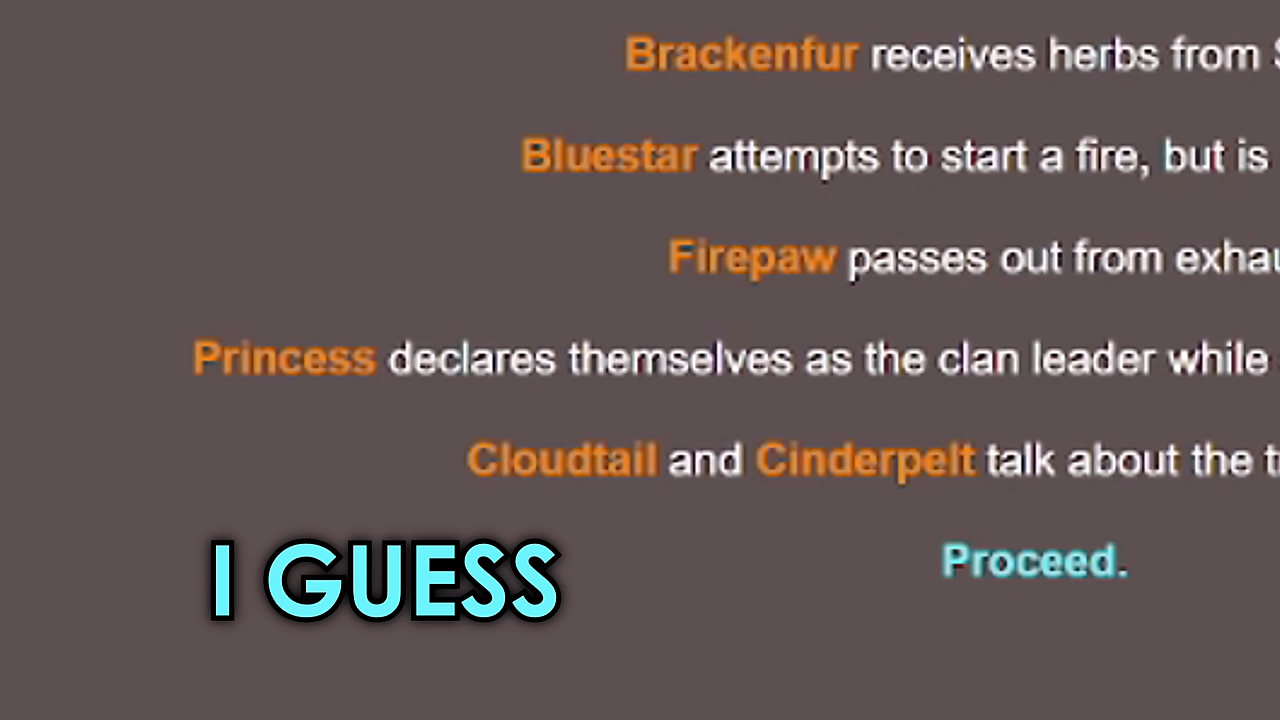 Brackenfur receives herbs from
Bluestar attempts to start a fire, but is
Firepaw passes out from
Princess declares themselves as the clan leader while
Cloudtail and Cinderpelt talk about the
Proceed.
I GUESS